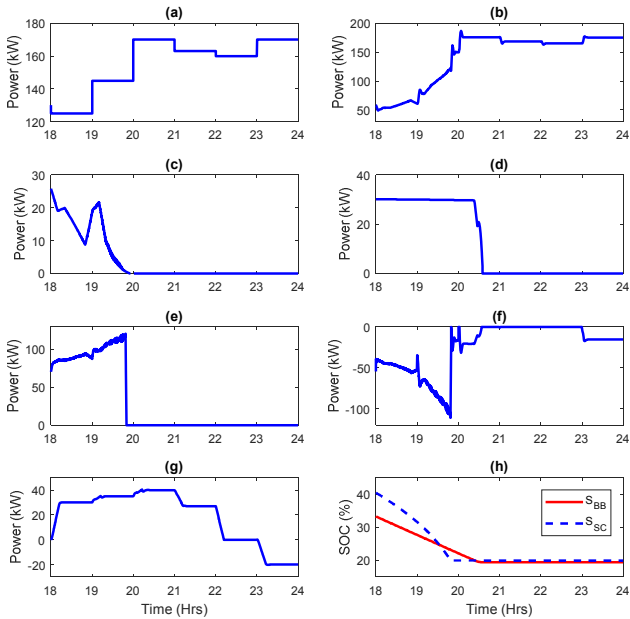 (a)
Power (kW)
180
160
140
120
18 19 20 21 22 23 24
(b)
Power (kW)
200
150
100
50
18 19 20 21 22 23 24
(c)
Power (kW)
30
20
10
0
18 19 20 21 22 23 24
(d)
Power (kW)
40
20
0
18 19 20 21 22 23 24
(e)
Power (kW)
100
50
0
18 19 20 21 22 23 24
(f)
Power (kW)
0
-50
-100
18 19 20 21 22 23 24
(g)
Power (kW)
40
20
0
-20
18 19 20 21 22 23 24
Time (Hrs)
(h)
SOC (%)
40
30
20
S_BB
S_SC
18 19 20 21 22 23 24
Time (Hrs)